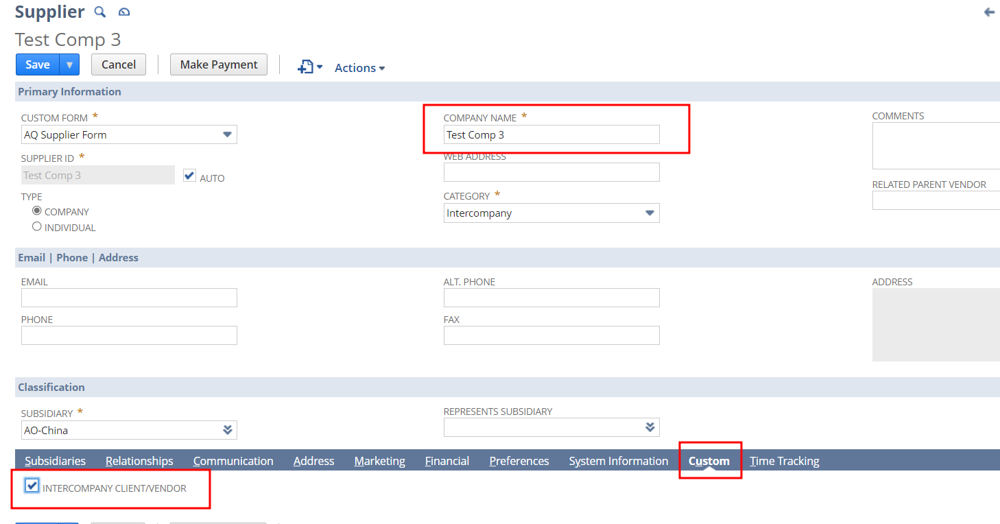 Supplier
Test Comp 3
Save Cancel Make Payment Actions
Primary Information
CUSTOM FORM *
AQ Supplier Form
SUPPLIER ID *
Test Comp 3
AUTO
TYPE
COMPANY
INDIVIDUAL
COMPANY NAME *
Test Comp 3
WEB ADDRESS
CATEGORY *
Intercompany
COMMENTS
RELATED PARENT VENDOR
Email | Phone | Address
EMAIL
PHONE
ALT. PHONE
FAX
ADDRESS
Classification
SUBSIDIARY *
AO-China
REPRESENTS SUBSIDIARY
Subsidiaries Relationships Communication Address Marketing Financial Preferences System Information Custom Time Tracking
INTERCOMPANY CLIENT/VENDOR